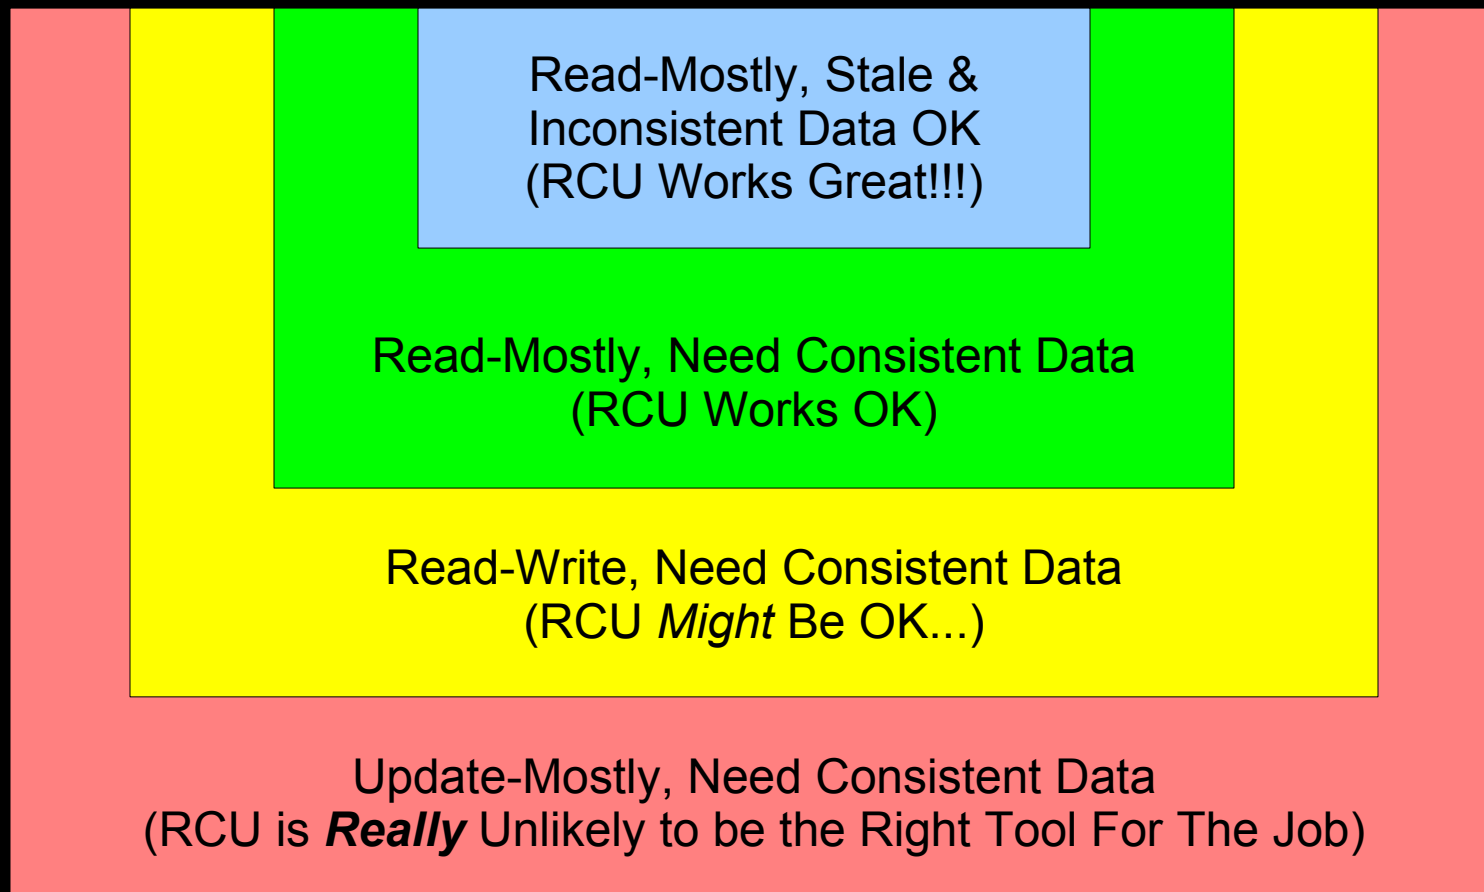 Read-Mostly, Stale &
Inconsistent Data OK
(RCU Works Great!!!)
Read-Mostly, Need Consistent Data
(RCU Works OK)
Read-Write, Need Consistent Data
(RCU Might Be OK...)
Update-Mostly, Need Consistent Data
(RCU is Really Unlikely to be the Right Tool For The Job)